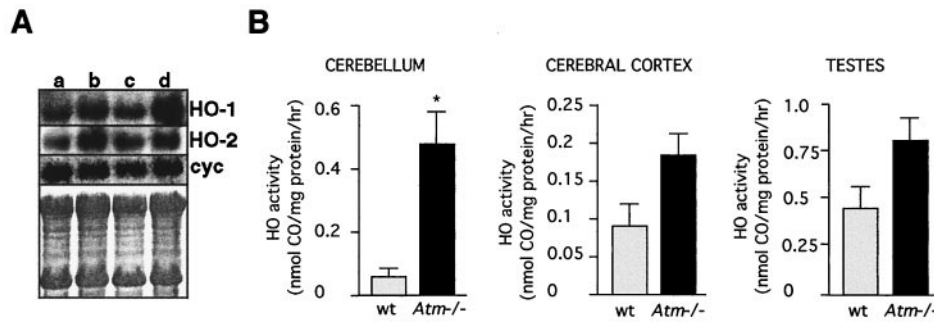 A
a b c d
HO-1
HO-2
cyc
B
CEREBELLUM
HO activity
(nmol CO/mg protein/hr)
0.6
0.4
0.2
0
*
wt Atm-/-
CEREBRAL CORTEX
HO activity
(nmol CO/mg protein/hr)
0.25
0.20
0.15
0.1
0.05
0
wt Atm-/-
TESTES
HO activity
(nmol CO/mg protein/hr)
1.0
0.75
0.5
0.25
0
wt Atm-/-